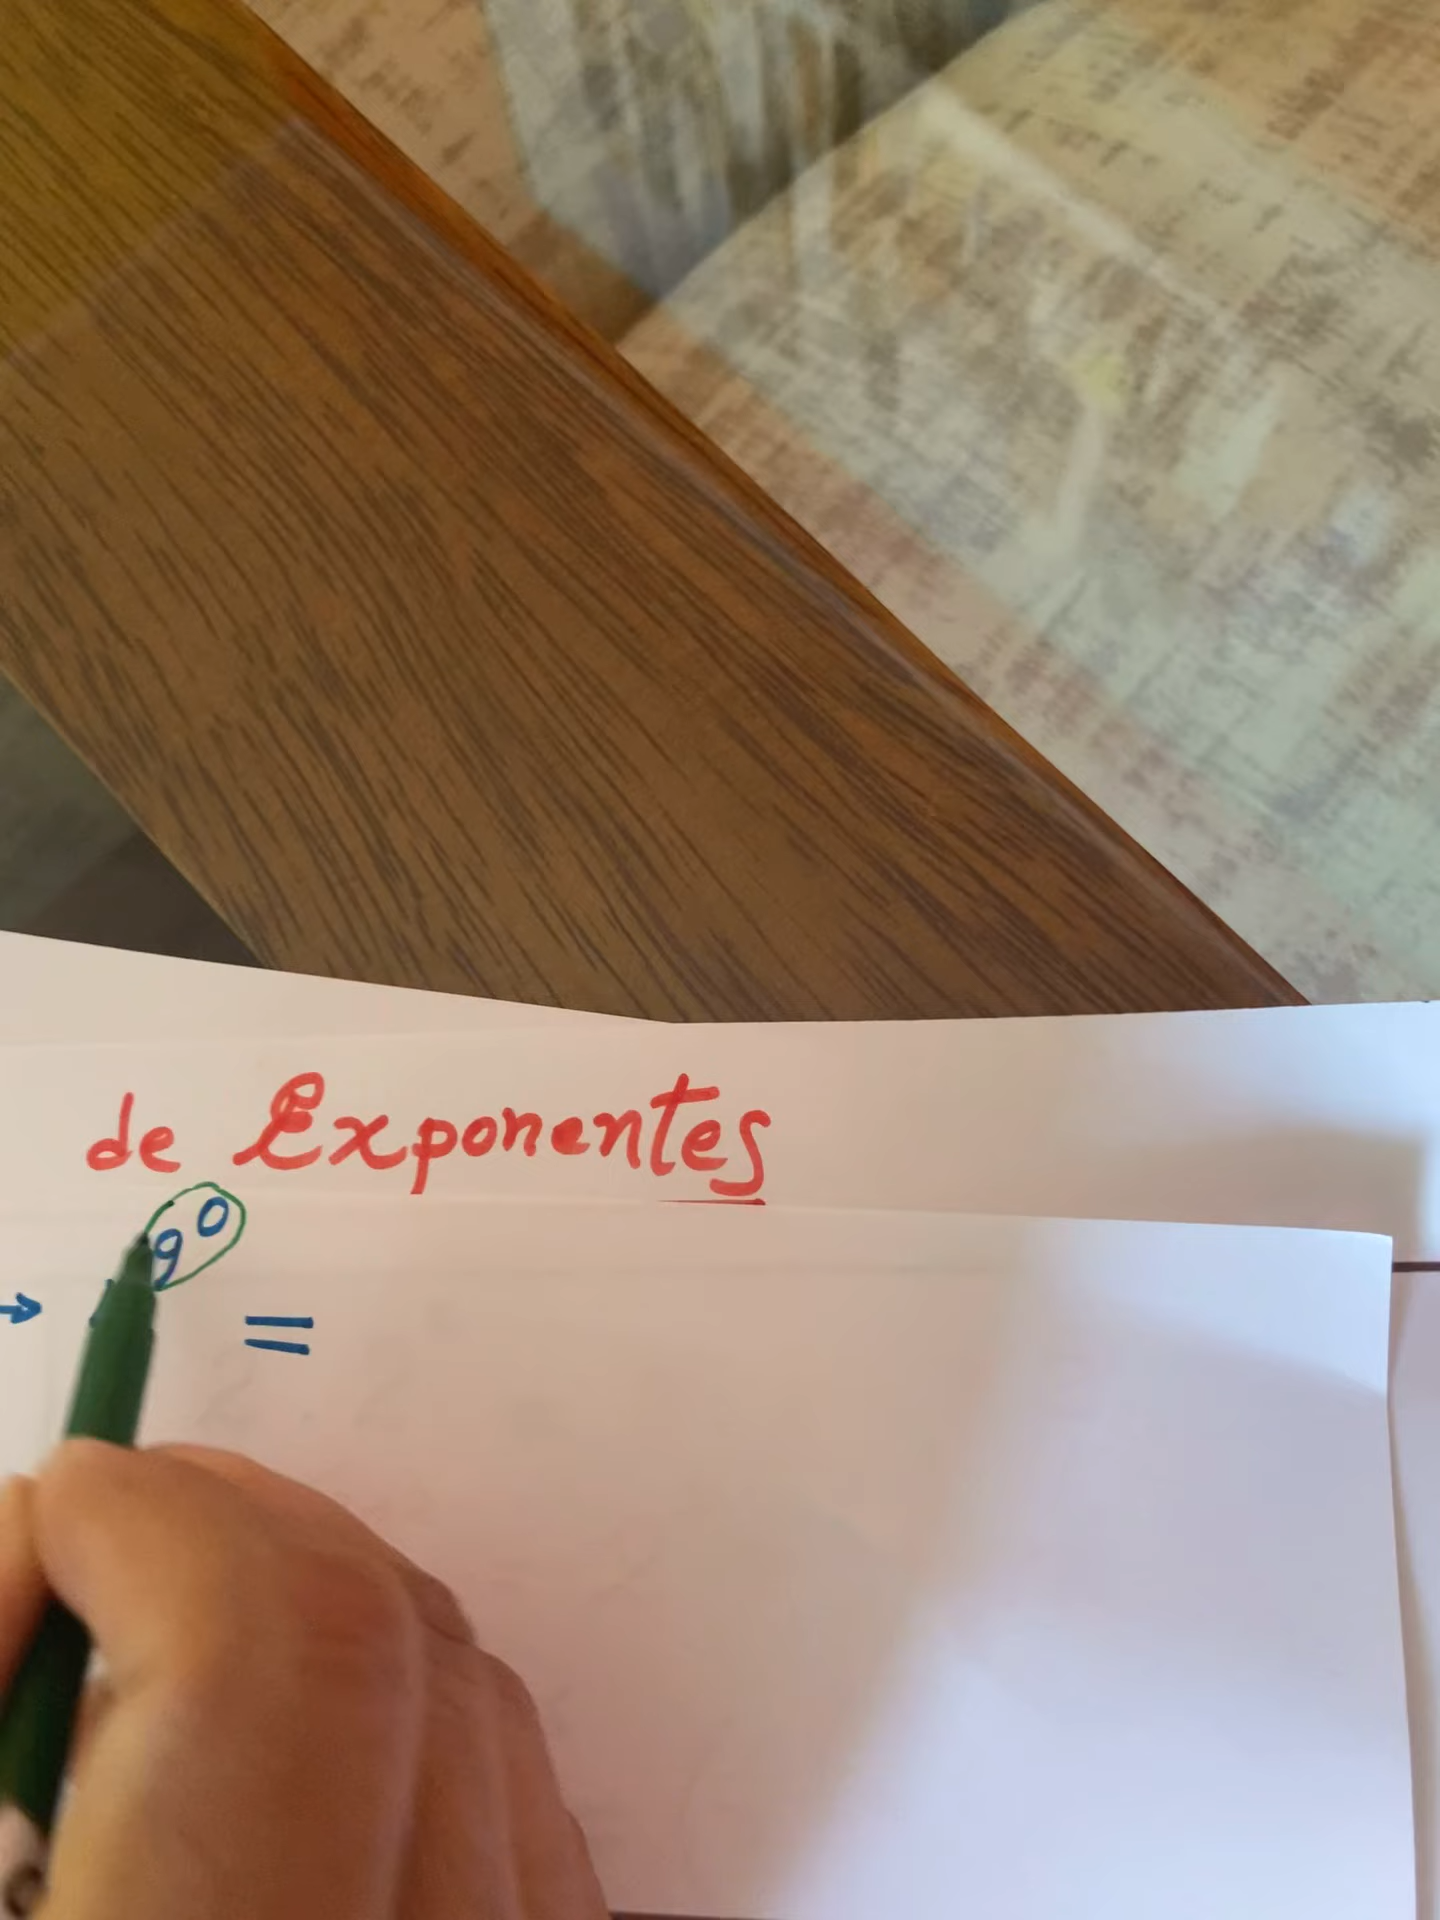 de Exponentes
→ 9⁰ =